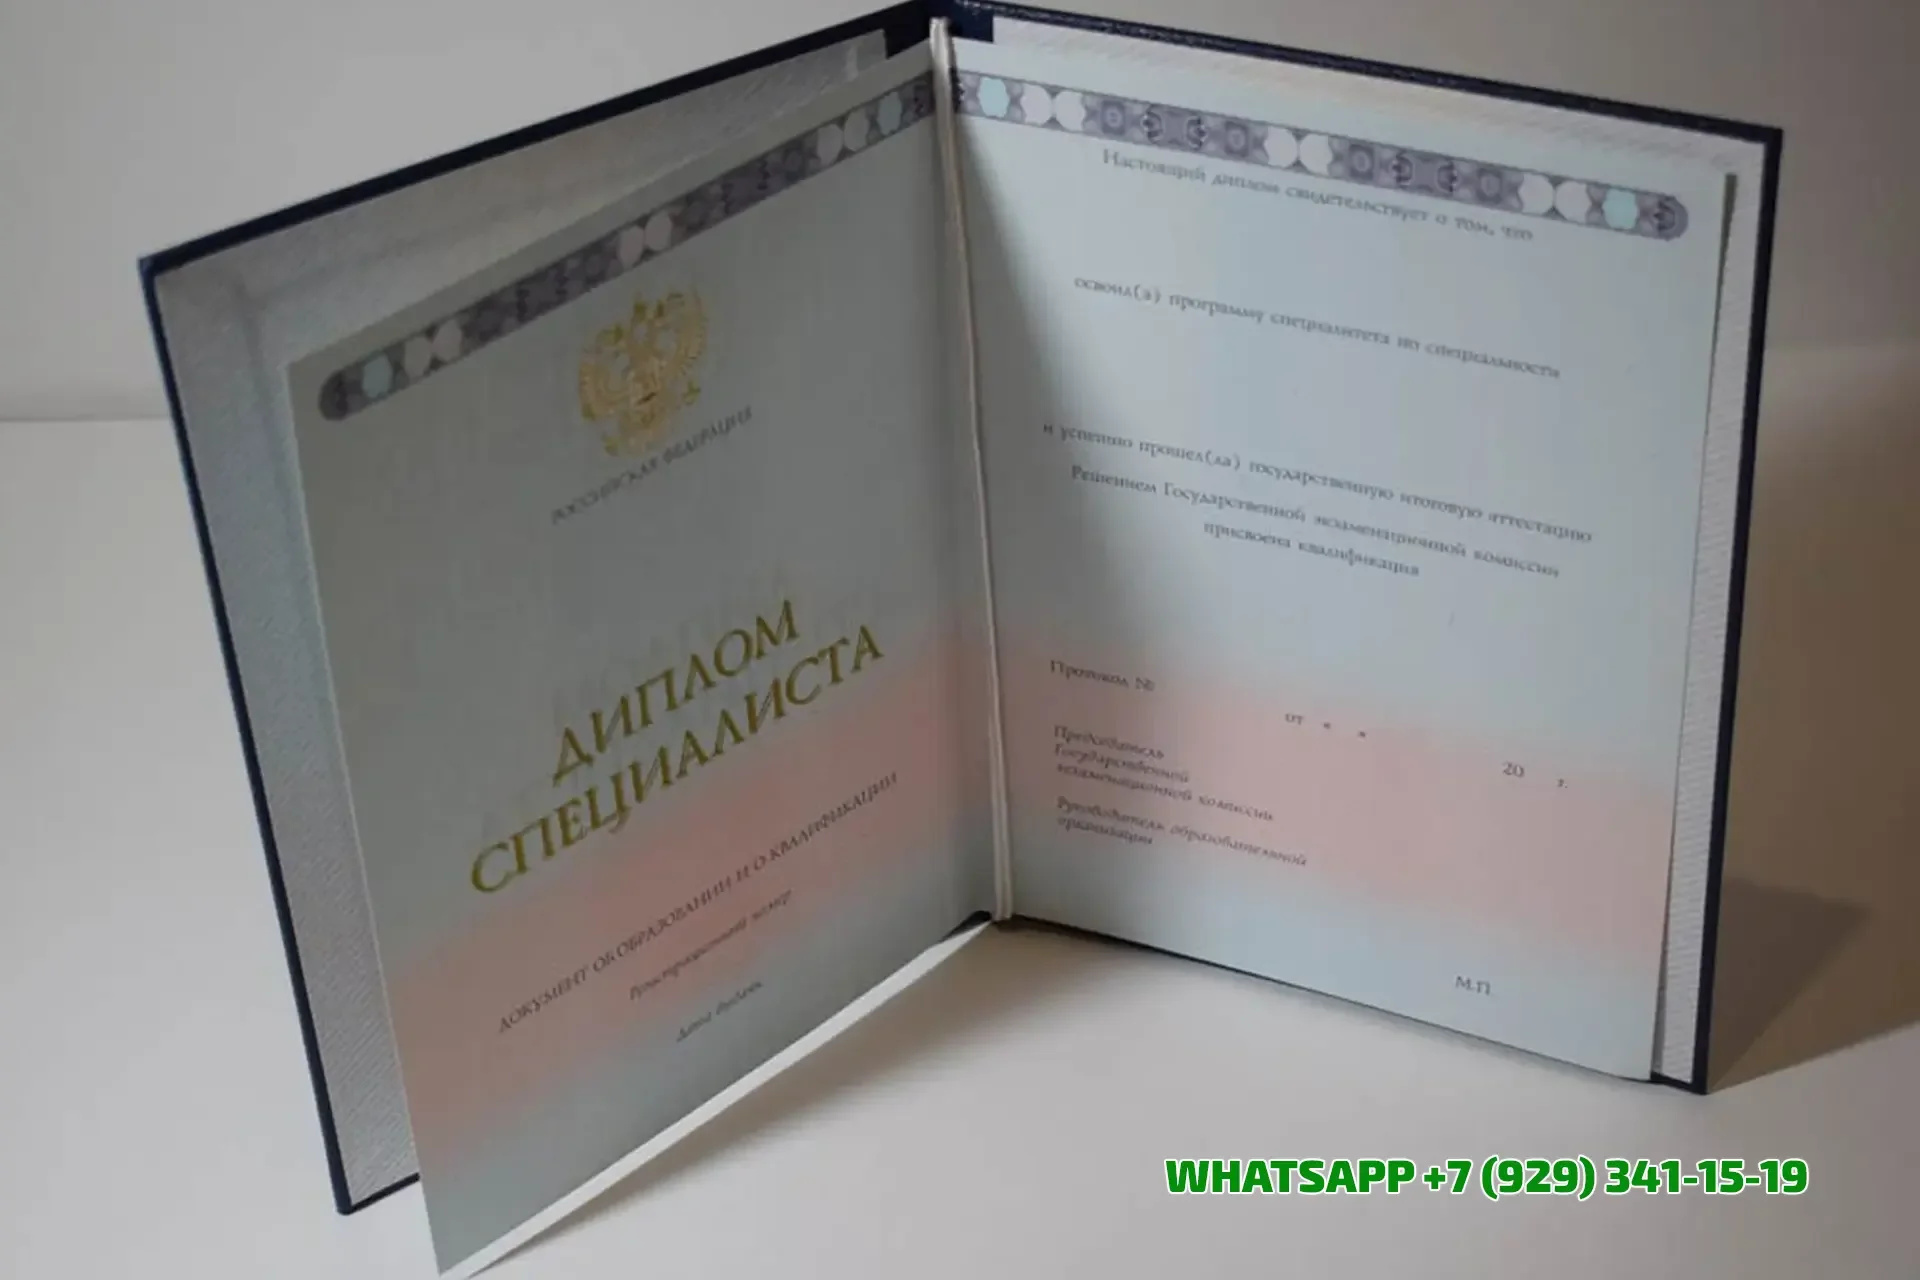 РОССИЙСКАЯ ФЕДЕРАЦИЯ
ДИПЛОМ
СПЕЦИАЛИСТА
ДОКУМЕНТ ОБ ОБРАЗОВАНИИ И О КВАЛИФИКАЦИИ
Регистрационный номер
Дата выдачи
Настоящий диплом свидетельствует о том, что
освоил(а) программу специалитета по специальности
и успешно прошел(ла) государственную итоговую аттестацию
Решением Государственной экзаменационной комиссии
присвоена квалификация
Протокол №
от « »
20 г.
Председатель
Государственной
экзаменационной комиссии
Руководитель образовательной
организации
М.П.
WHATSAPP +7 (929) 341-15-19